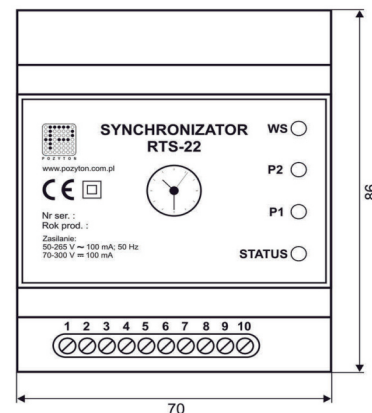 SYNCHRONIZATOR
RTS-22
POZYTON
www.pozyton.com.pl
CE
Nr ser. :
Rok prod. :
Zasilanie:
50-265 V ~ 100 mA; 50 Hz
70-300 V ⎓ 100 mA
WS
P2
P1
STATUS
1 2 3 4 5 6 7 8 9 10
86
70